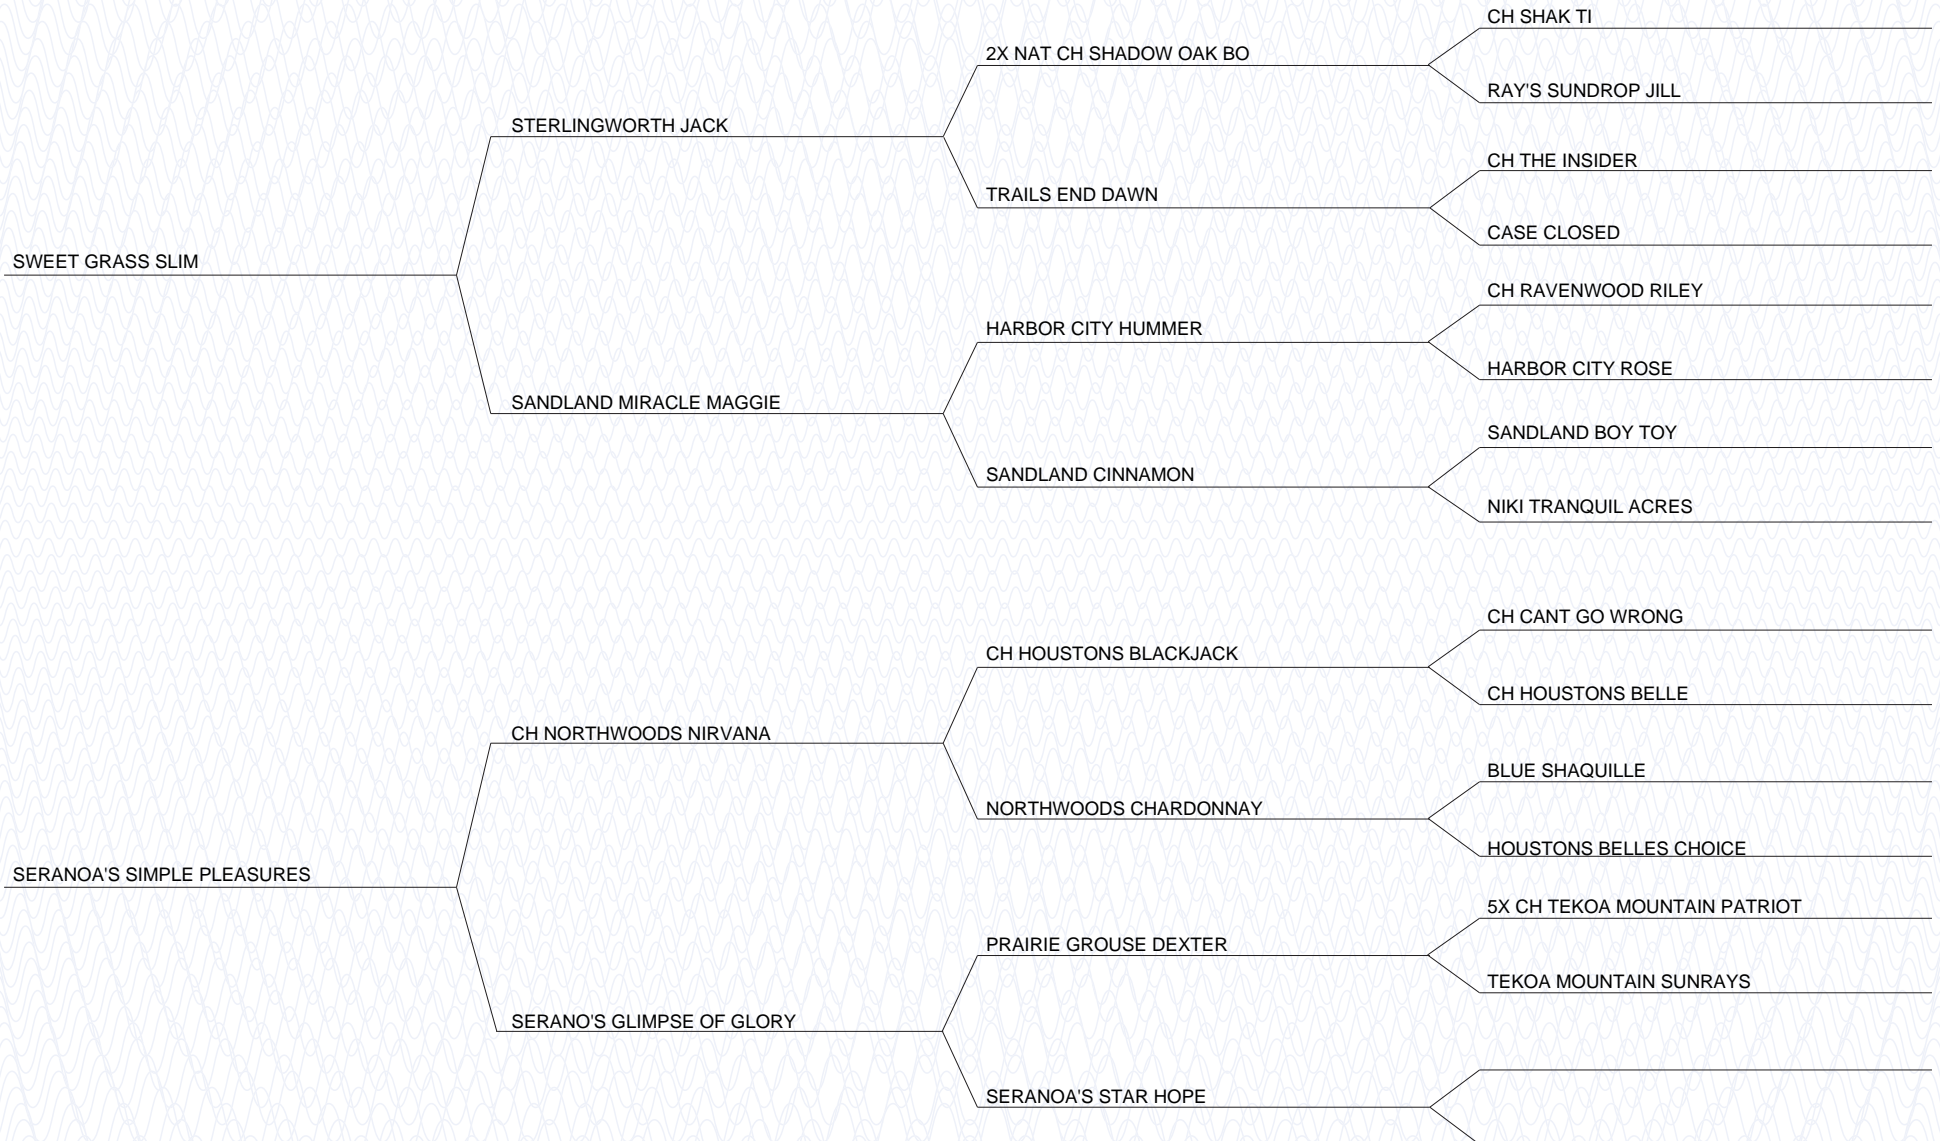 CH SHAK TI
2X NAT CH SHADOW OAK BO
RAY'S SUNDROP JILL
STERLINGWORTH JACK
CH THE INSIDER
TRAILS END DAWN
CASE CLOSED
SWEET GRASS SLIM
CH RAVENWOOD RILEY
HARBOR CITY HUMMER
HARBOR CITY ROSE
SANDLAND MIRACLE MAGGIE
SANDLAND BOY TOY
SANDLAND CINNAMON
NIKI TRANQUIL ACRES
CH CANT GO WRONG
CH HOUSTONS BLACKJACK
CH HOUSTONS BELLE
CH NORTHWOODS NIRVANA
BLUE SHAQUILLE
NORTHWOODS CHARDONNAY
HOUSTONS BELLES CHOICE
SERANOA'S SIMPLE PLEASURES
5X CH TEKOA MOUNTAIN PATRIOT
PRAIRIE GROUSE DEXTER
TEKOA MOUNTAIN SUNRAYS
SERANO'S GLIMPSE OF GLORY
SERANOA'S STAR HOPE